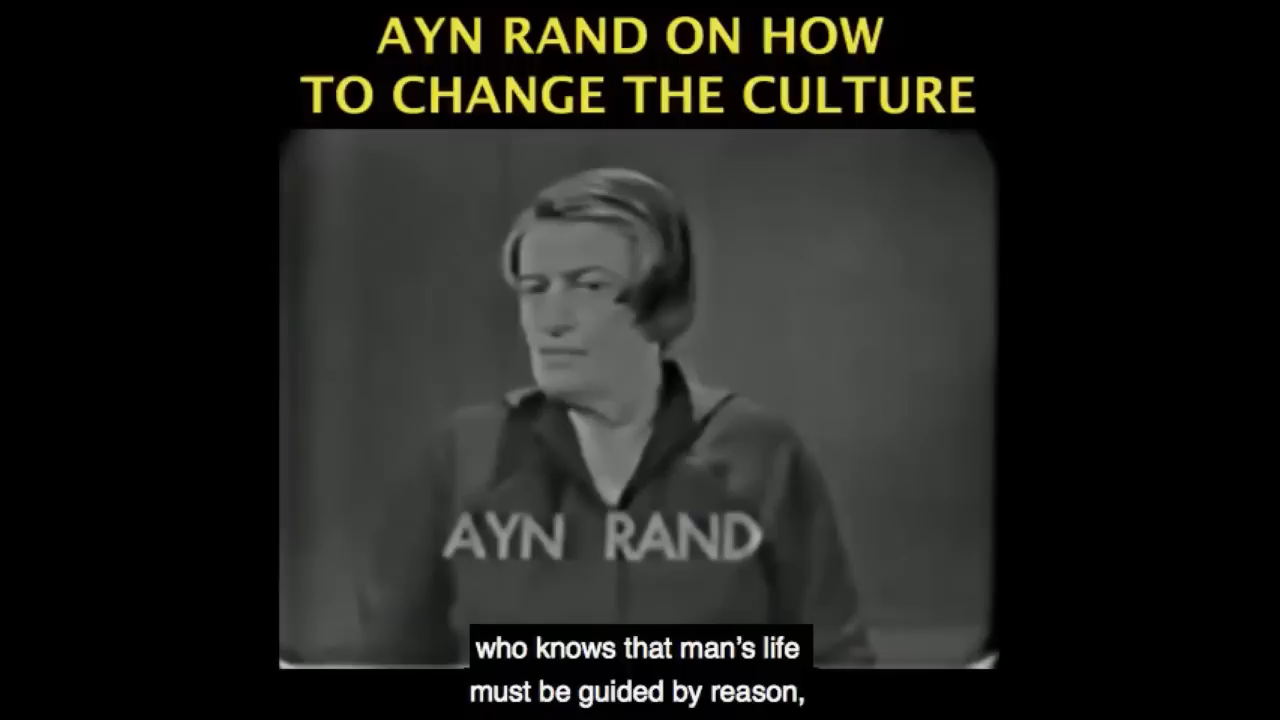 AYN RAND ON HOW
TO CHANGE THE CULTURE
AYN RAND
who knows that man's life
must be guided by reason,